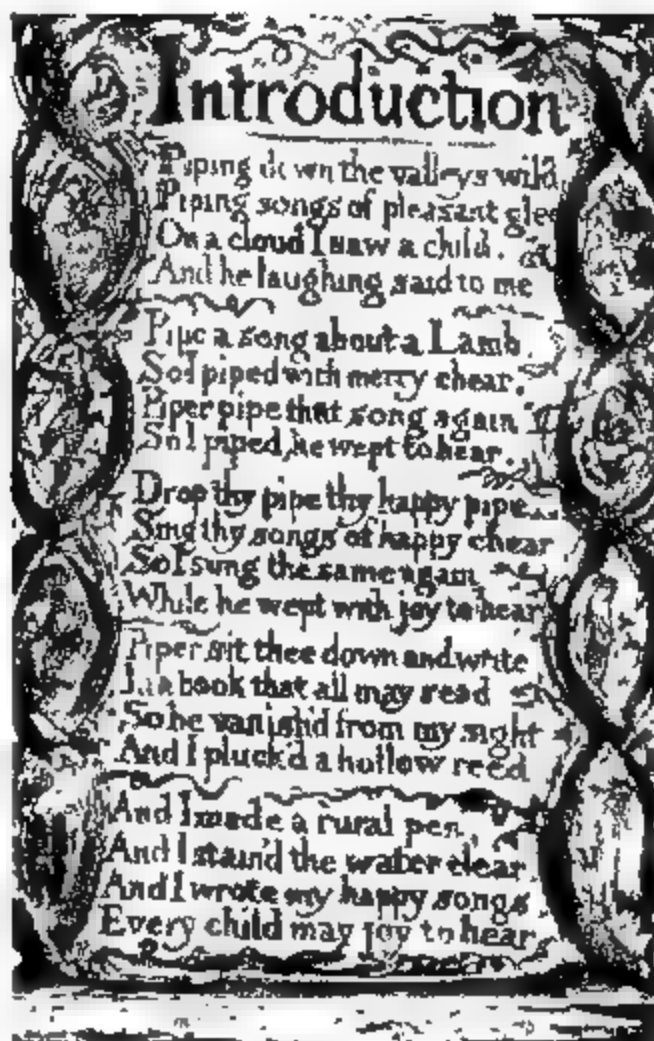 Introduction
Piping down the valleys wild
Piping songs of pleasant glee
On a cloud I saw a child.
And he laughing said to me
Pipe a song about a Lamb
So I piped with merry chear,
Piper pipe that song again
So I piped, he wept to hear.
Drop thy pipe thy happy pipe
Sing thy songs of happy chear
So I sung the same again
While he wept with joy to hear
Piper sit thee down and write
In a book that all may read
So he vanish'd from my sight
And I pluck'd a hollow reed
And I made a rural pen,
And I stain'd the water clear,
And I wrote my happy songs
Every child may joy to hear